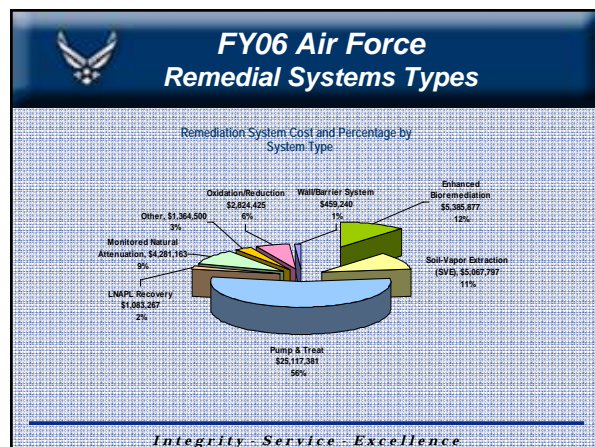 FY06 Air Force
Remedial Systems Types
Remediation System Cost and Percentage by
System Type
Oxidation/Reduction
$2,824,425
6%
Wall/Barrier System
$459,240
1%
Enhanced
Bioremediation
$5,385,877
12%
Other, $1,364,500
3%
Monitored Natural
Attenuation, $4,281,163
9%
Soil-Vapor Extraction
(SVE), $5,067,797
11%
LNAPL Recovery
$1,083,267
2%
Pump & Treat
$25,117,381
56%
Integrity - Service - Excellence